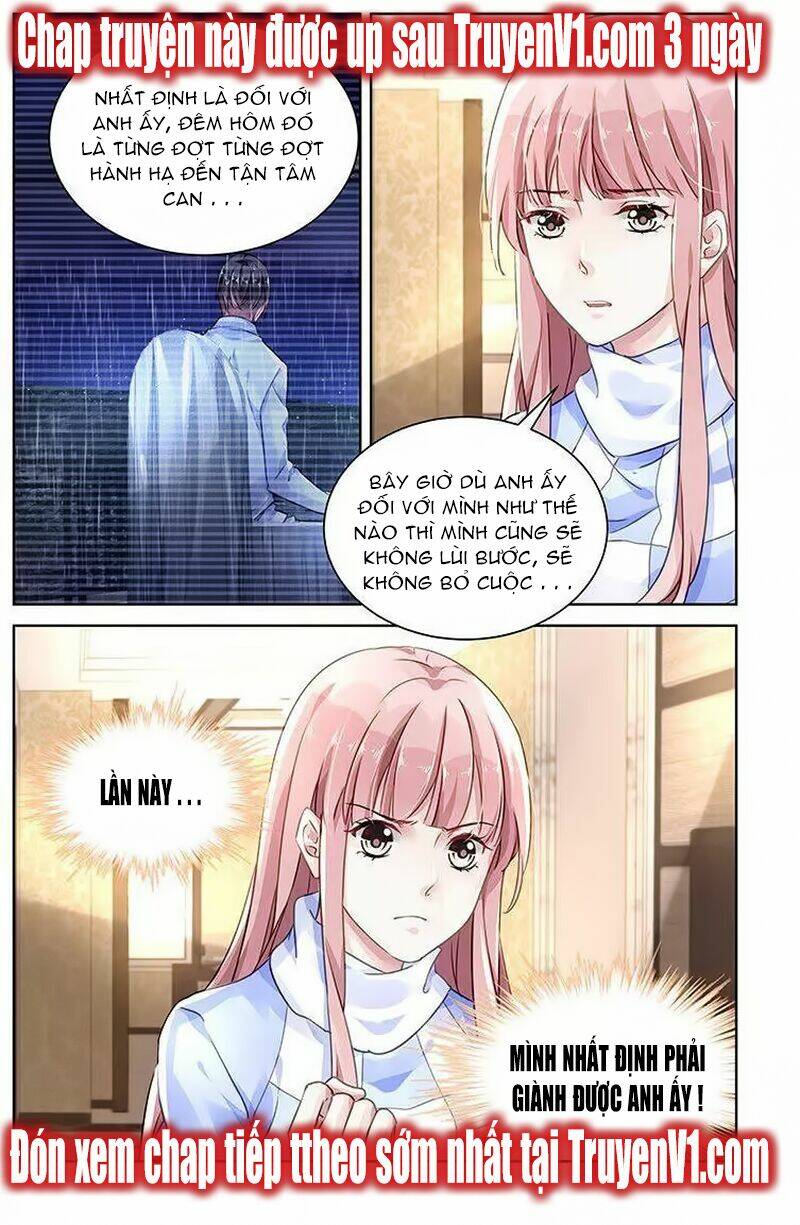 Chap truyện này được up sau TruyenV1.com 3 ngày
NHẤT ĐỊNH LÀ ĐỐI VỚI
ANH ẤY, ĐÊM HÔM ĐÓ
LÀ TỪNG ĐỢT TỪNG ĐỢT
HÀNH HẠ ĐẾN TẬN TÂM
CAN . . .
BÂY GIỜ DÙ ANH ẤY
ĐỐI VỚI MÌNH NHƯ THẾ
NÀO THÌ MÌNH CŨNG SẼ
KHÔNG LÙI BƯỚC, SẼ
KHÔNG BỎ CUỘC . . .
LẦN NÀY . . .
MÌNH NHẤT ĐỊNH PHẢI
GIÀNH ĐƯỢC ANH ẤY !
Đón xem chap tiếp ttheo sớm nhất tại TruyenV1.com